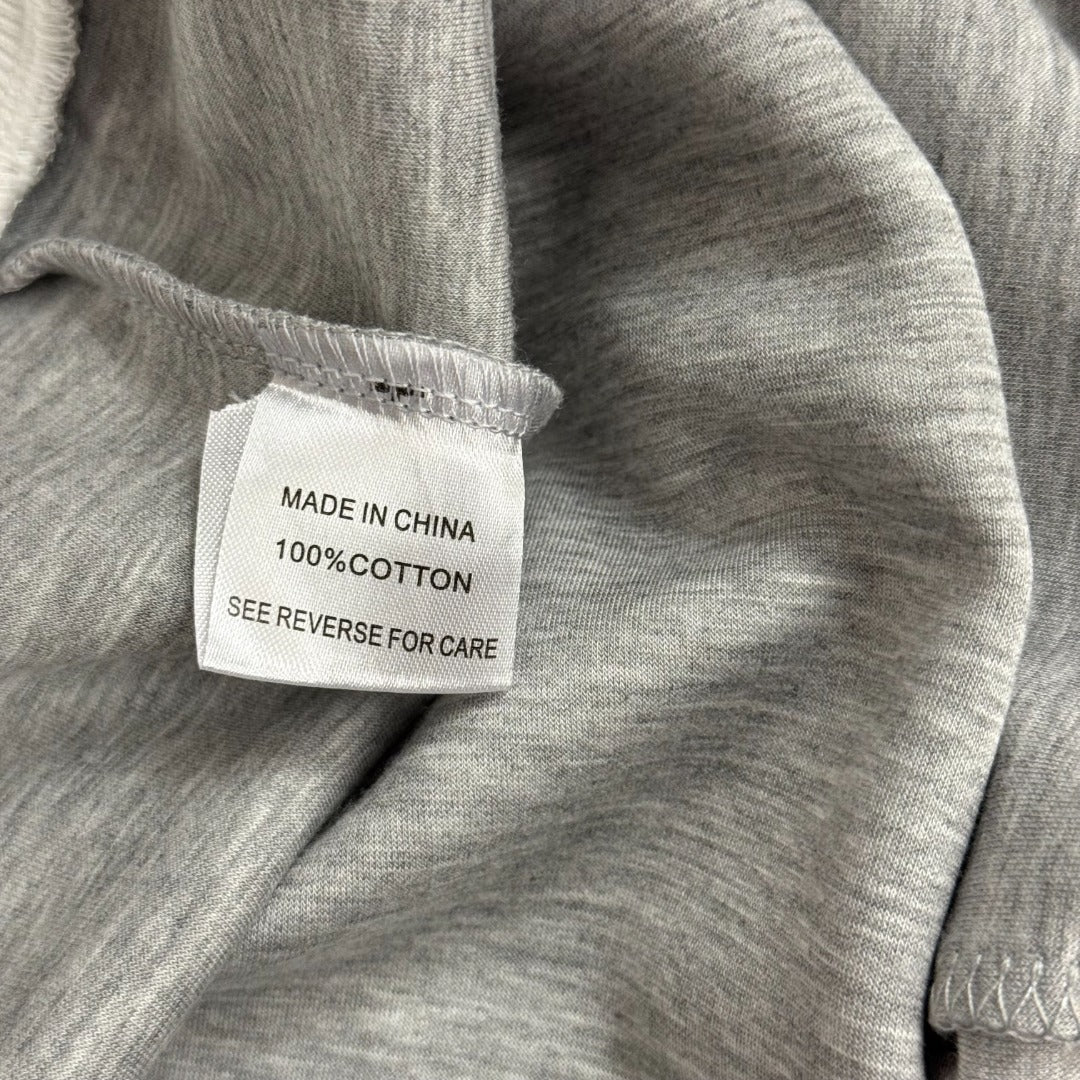 MADE IN CHINA
100%COTTON
SEE REVERSE FOR CARE